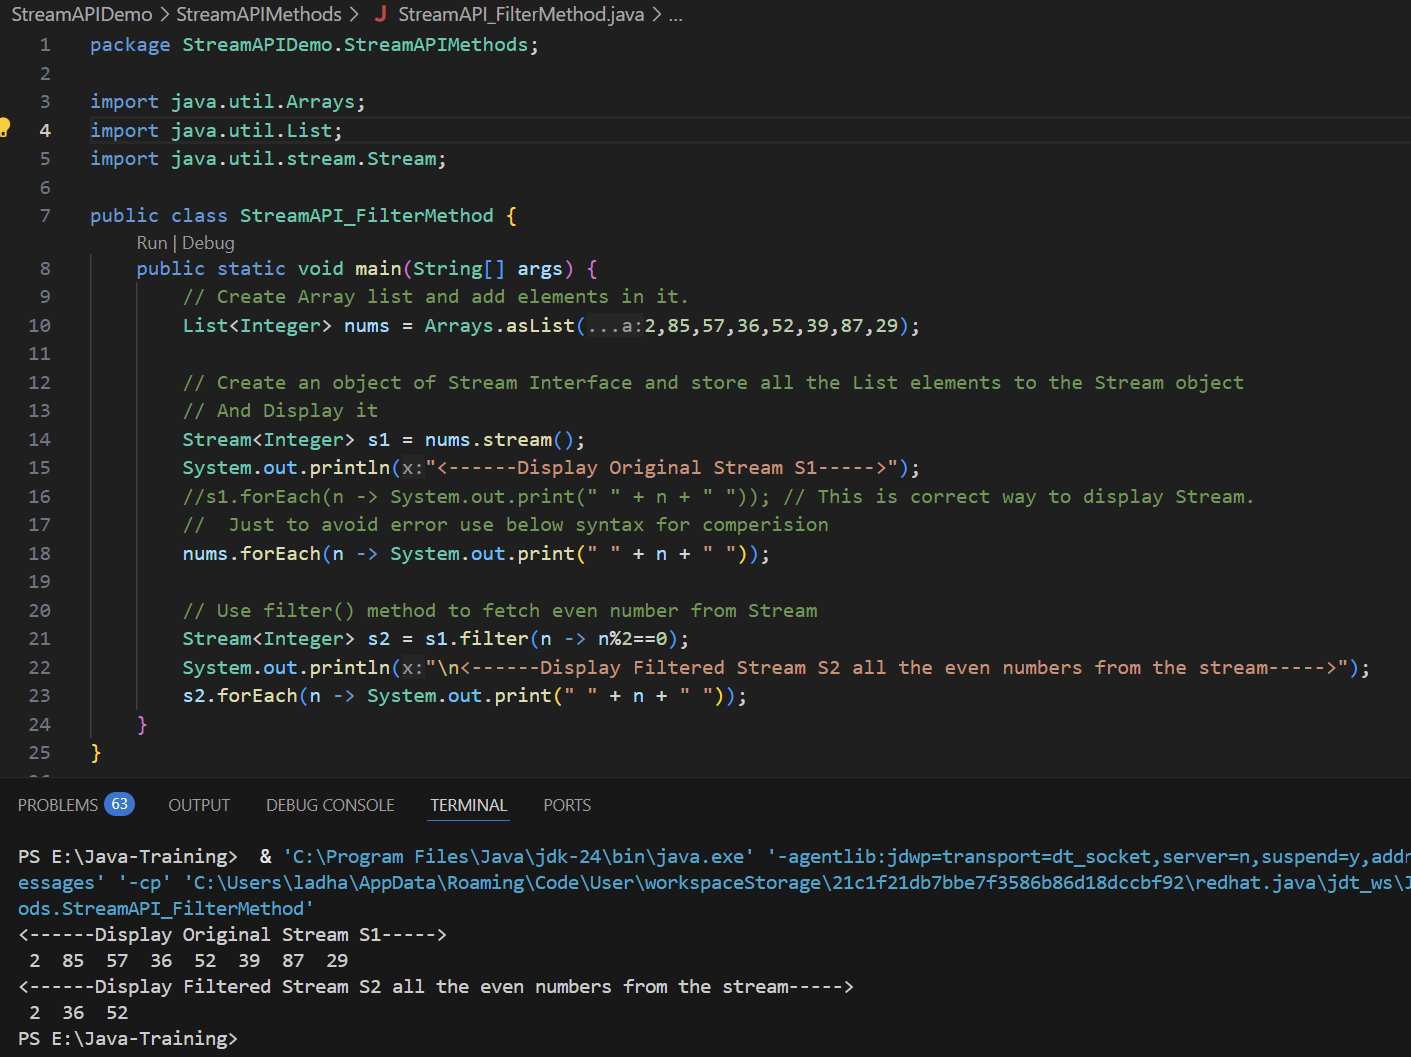 StreamAPIDemo > StreamAPIMethods > J StreamAPI_FilterMethod.java > ...
1 package StreamAPIDemo.StreamAPIMethods;
2
3 import java.util.Arrays;
4 import java.util.List;
5 import java.util.stream.Stream;
6
7 public class StreamAPI_FilterMethod {
Run | Debug
8 public static void main(String[] args) {
9 // Create Array list and add elements in it.
10 List<Integer> nums = Arrays.asList(...a:2,85,57,36,52,39,87,29);
11
12 // Create an object of Stream Interface and store all the List elements to the Stream object
13 // And Display it
14 Stream<Integer> s1 = nums.stream();
15 System.out.println(x:"<------Display Original Stream S1----->");
16 //s1.forEach(n -> System.out.print(" " + n + " ")); // This is correct way to display Stream.
17 //  Just to avoid error use below syntax for comperision
18 nums.forEach(n -> System.out.print(" " + n + " "));
19
20 // Use filter() method to fetch even number from Stream
21 Stream<Integer> s2 = s1.filter(n -> n%2==0);
22 System.out.println(x:"\n<------Display Filtered Stream S2 all the even numbers from the stream----->");
23 s2.forEach(n -> System.out.print(" " + n + " "));
24 }
25 }
PROBLEMS 63 OUTPUT DEBUG CONSOLE TERMINAL PORTS
PS E:\Java-Training>  & 'C:\Program Files\Java\jdk-24\bin\java.exe' '-agentlib:jdwp=transport=dt_socket,server=n,suspend=y,addr
essages' '-cp' 'C:\Users\ladha\AppData\Roaming\Code\User\workspaceStorage\21c1f21db7bbe7f3586b86d18dccbf92\redhat.java\jdt_ws\J
ods.StreamAPI_FilterMethod'
<------Display Original Stream S1----->
2  85  57  36  52  39  87  29
<------Display Filtered Stream S2 all the even numbers from the stream----->
2  36  52
PS E:\Java-Training>